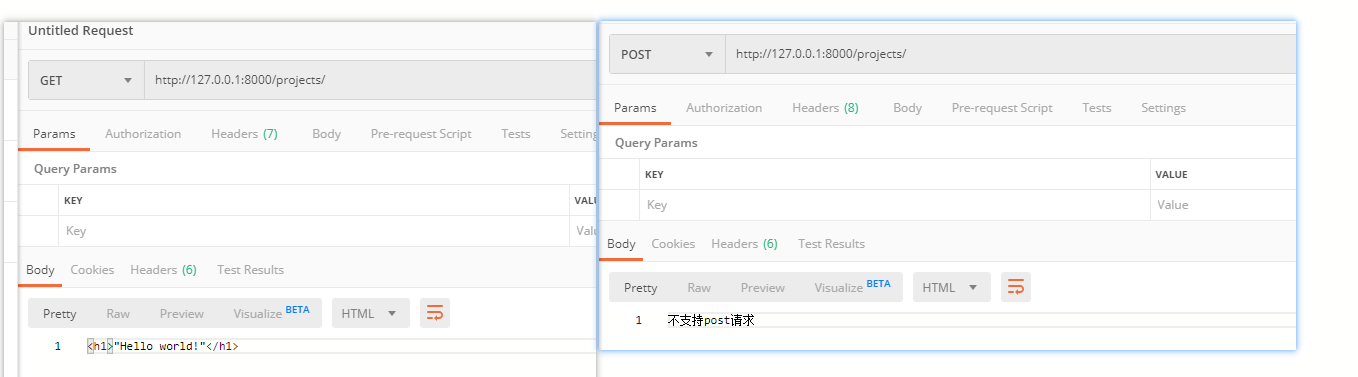 Untitled Request
GET http://127.0.0.1:8000/projects/
Params Authorization Headers (7) Body Pre-request Script Tests Setting
Query Params
KEY VALU
Key Valu
Body Cookies Headers (6) Test Results
Pretty Raw Preview Visualize BETA HTML
1 <h1>"Hello world!"</h1>
POST http://127.0.0.1:8000/projects/
Params Authorization Headers (8) Body Pre-request Script Tests Settings
Query Params
KEY VALUE
Key Value
Body Cookies Headers (6) Test Results
Pretty Raw Preview Visualize BETA HTML
1 不支持post请求